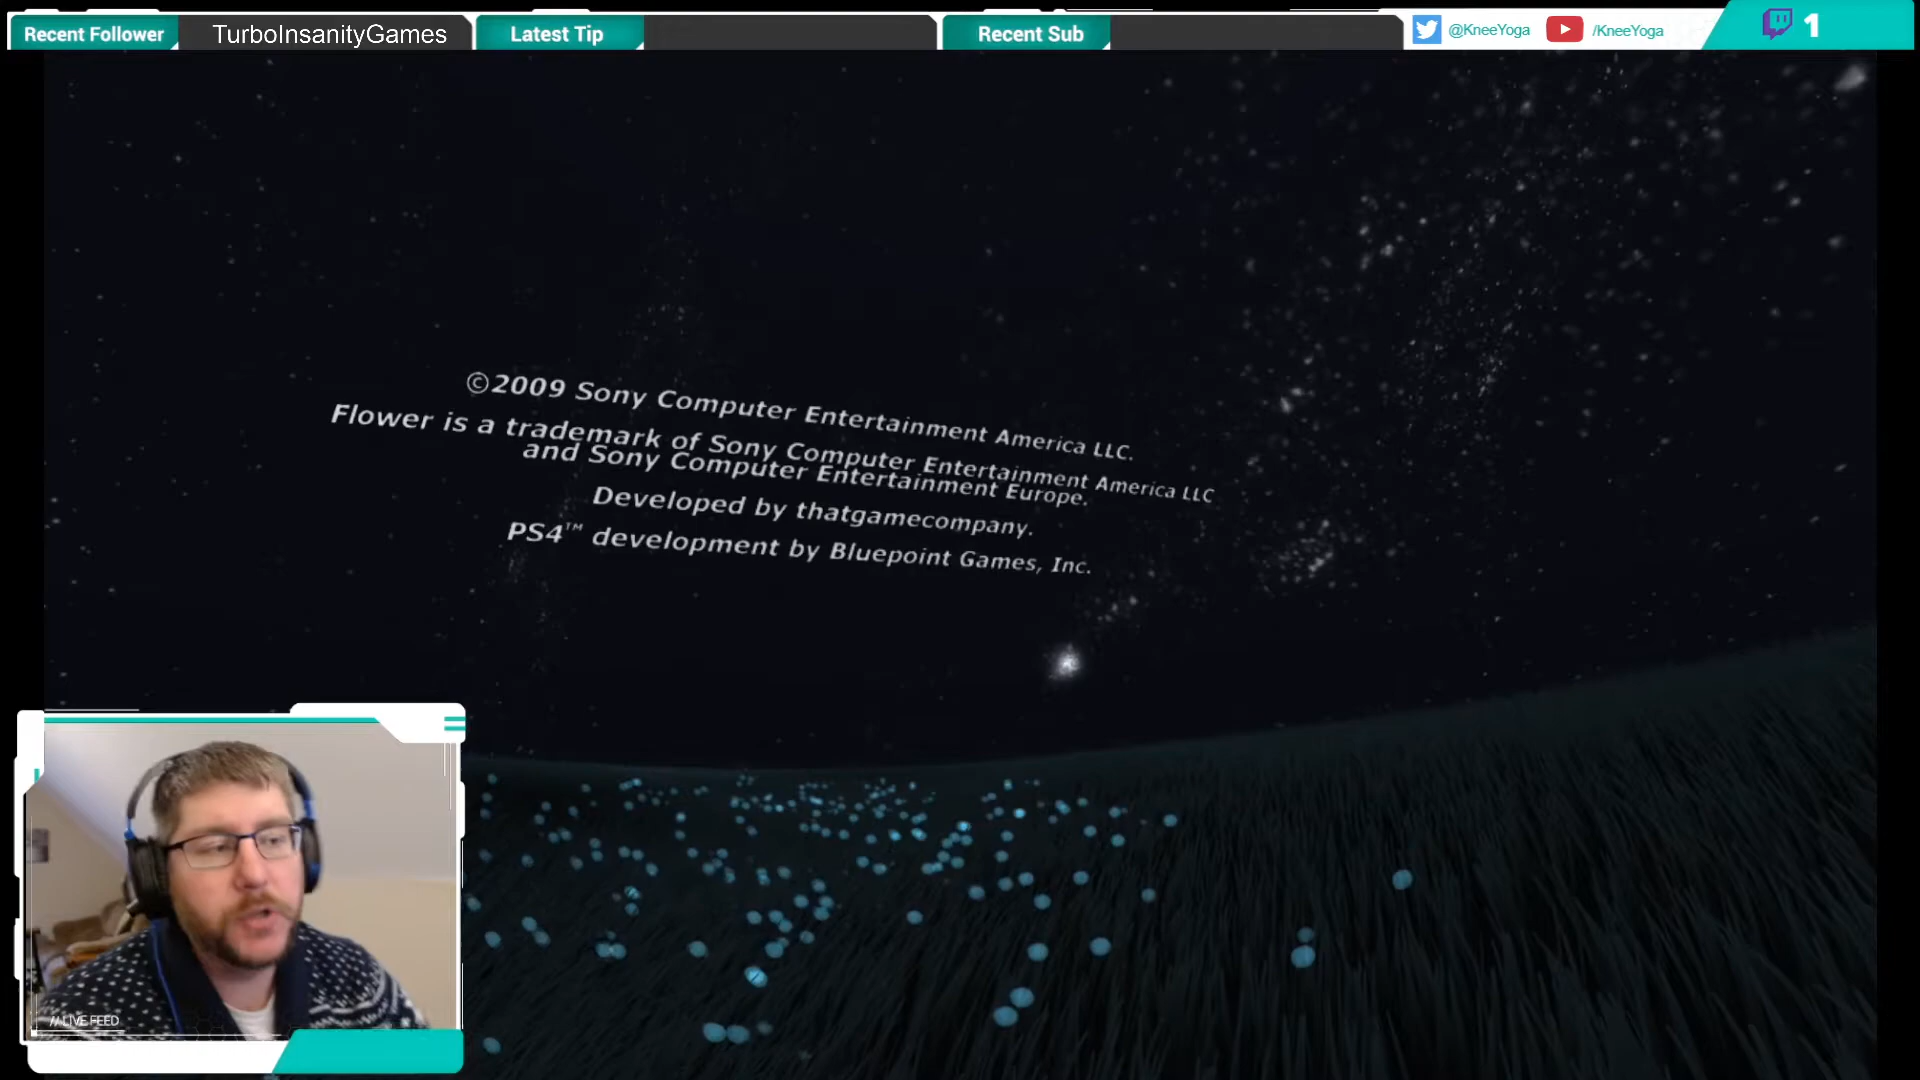 Recent Follower
TurboInsanityGames
Latest Tip
Recent Sub
@KneeYoga
/KneeYoga
1
©2009 Sony Computer Entertainment America LLC.
Flower is a trademark of Sony Computer Entertainment America LLC
and Sony Computer Entertainment Europe.
Developed by thatgamecompany.
PS4™ development by Bluepoint Games, Inc.
// LIVE FEED